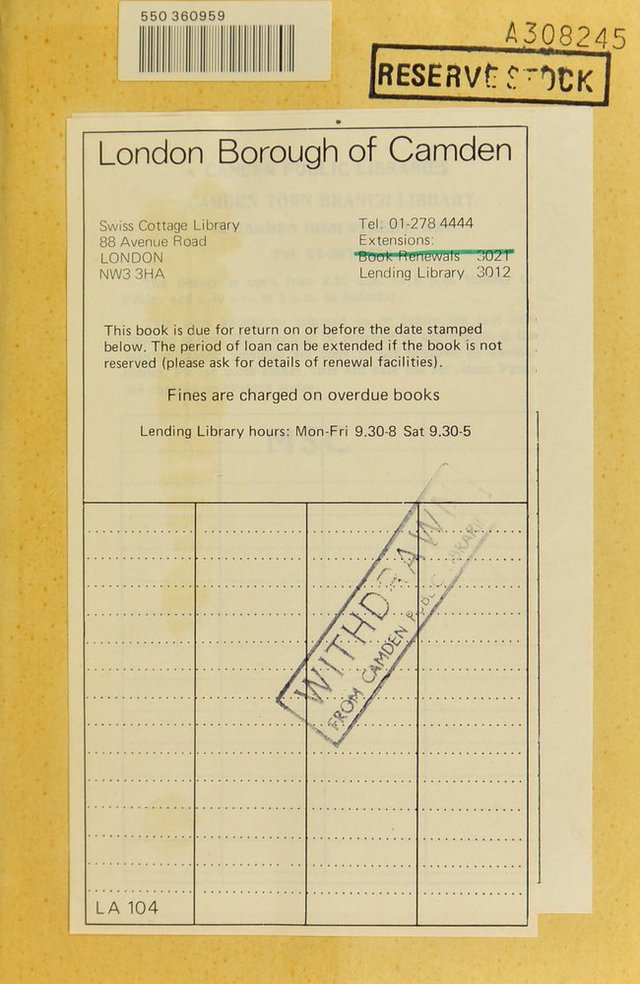 550 360959
A308245
RESERVE STOCK
London Borough of Camden
Swiss Cottage Library
88 Avenue Road
LONDON
NW3 3HA
Tel: 01-278 4444
Extensions:
Book Renewals 3021
Lending Library 3012
This book is due for return on or before the date stamped
below. The period of loan can be extended if the book is not
reserved (please ask for details of renewal facilities).
Fines are charged on overdue books
Lending Library hours: Mon-Fri 9.30-8 Sat 9.30-5
WITHDRAWN
FROM CAMDEN PUBLIC
LA 104